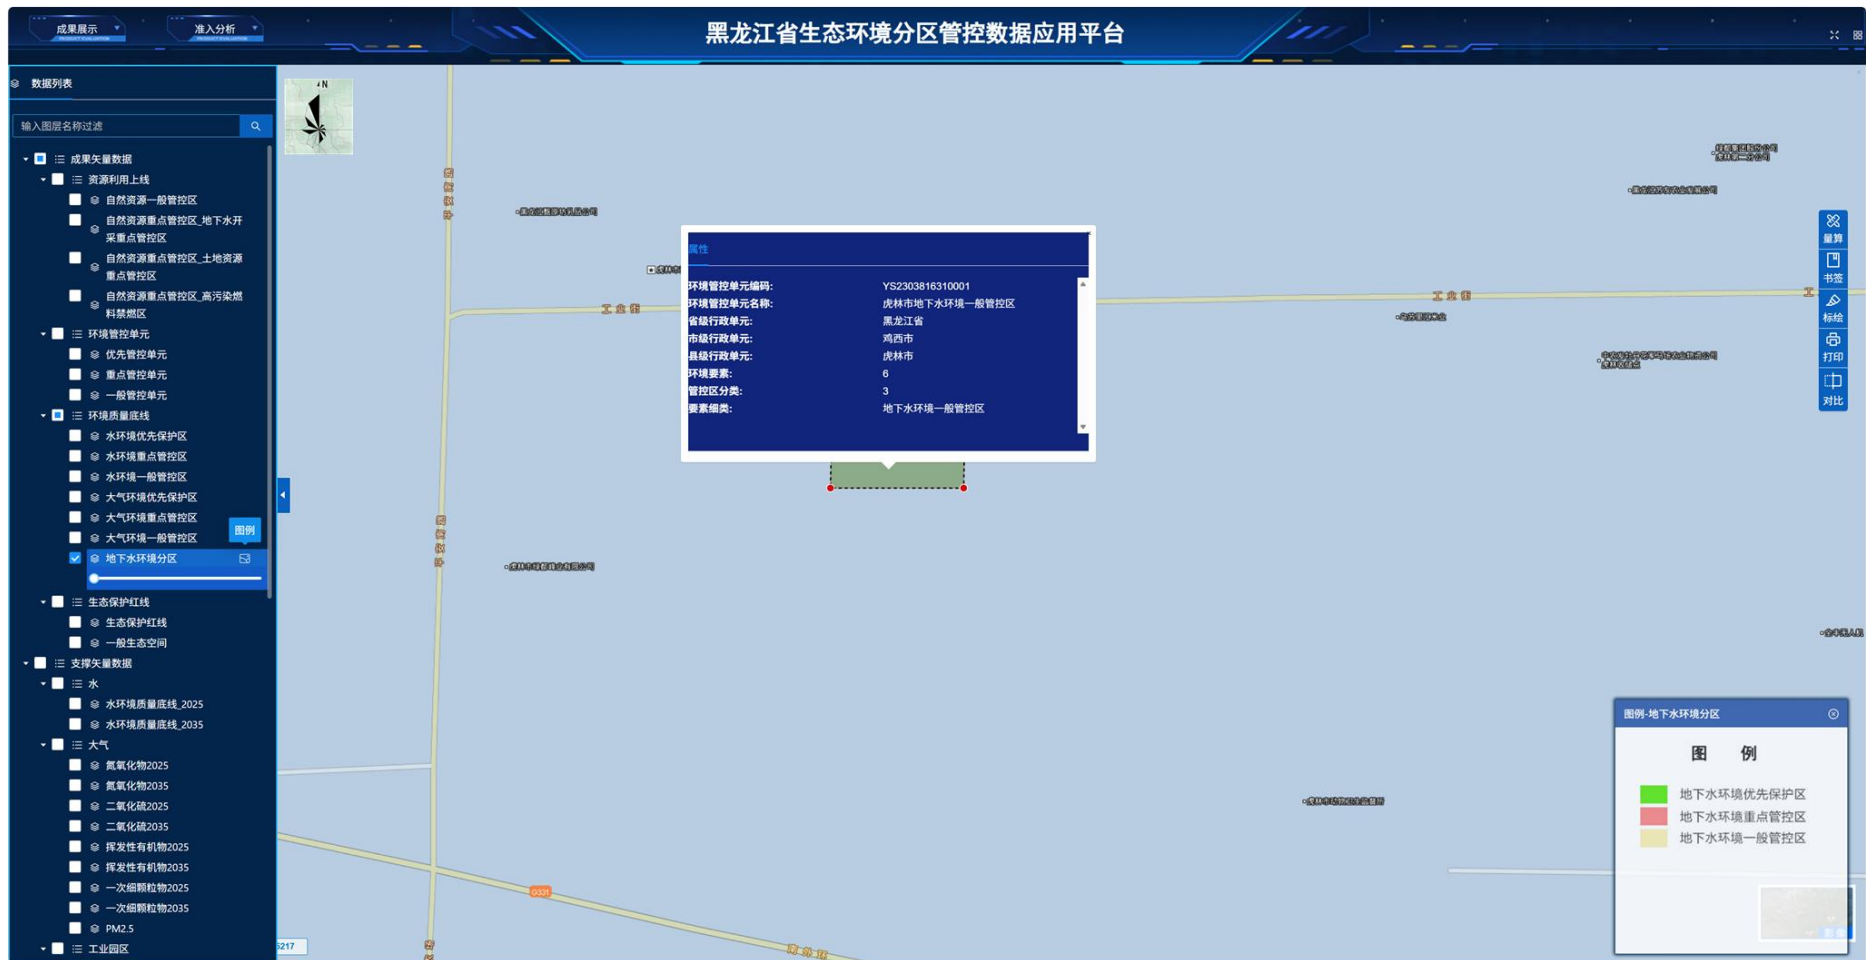 成果展示
准入分析
黑龙江省生态环境分区管控数据应用平台
数据列表
输入图层名称过滤
成果矢量数据
资源利用上线
自然资源一般管控区
自然资源重点管控区_地下水开
采重点管控区
自然资源重点管控区_土地资源
重点管控区
自然资源重点管控区_高污染燃
料禁燃区
环境管控单元
优先管控单元
重点管控单元
一般管控单元
环境质量底线
水环境优先保护区
水环境重点管控区
水环境一般管控区
大气环境优先保护区
大气环境重点管控区
大气环境一般管控区
图例
地下水环境分区
生态保护红线
生态保护红线
一般生态空间
支撑矢量数据
水
水环境质量底线_2025
水环境质量底线_2035
大气
氮氧化物2025
氮氧化物2035
二氧化硫2025
二氧化硫2035
挥发性有机物2025
挥发性有机物2035
一次细颗粒物2025
一次细颗粒物2035
PM2.5
工业园区
N
工业街
工业街
工
属性
环境管控单元编码: YS2303816310001
环境管控单元名称: 虎林市地下水环境一般管控区
省级行政单元: 黑龙江省
市级行政单元: 鸡西市
县级行政单元: 虎林市
环境要素: 6
管控区分类: 3
要素细类: 地下水环境一般管控区
G331
5217
量算
书签
标绘
打印
对比
图例-地下水环境分区
图 例
地下水环境优先保护区
地下水环境重点管控区
地下水环境一般管控区
影像